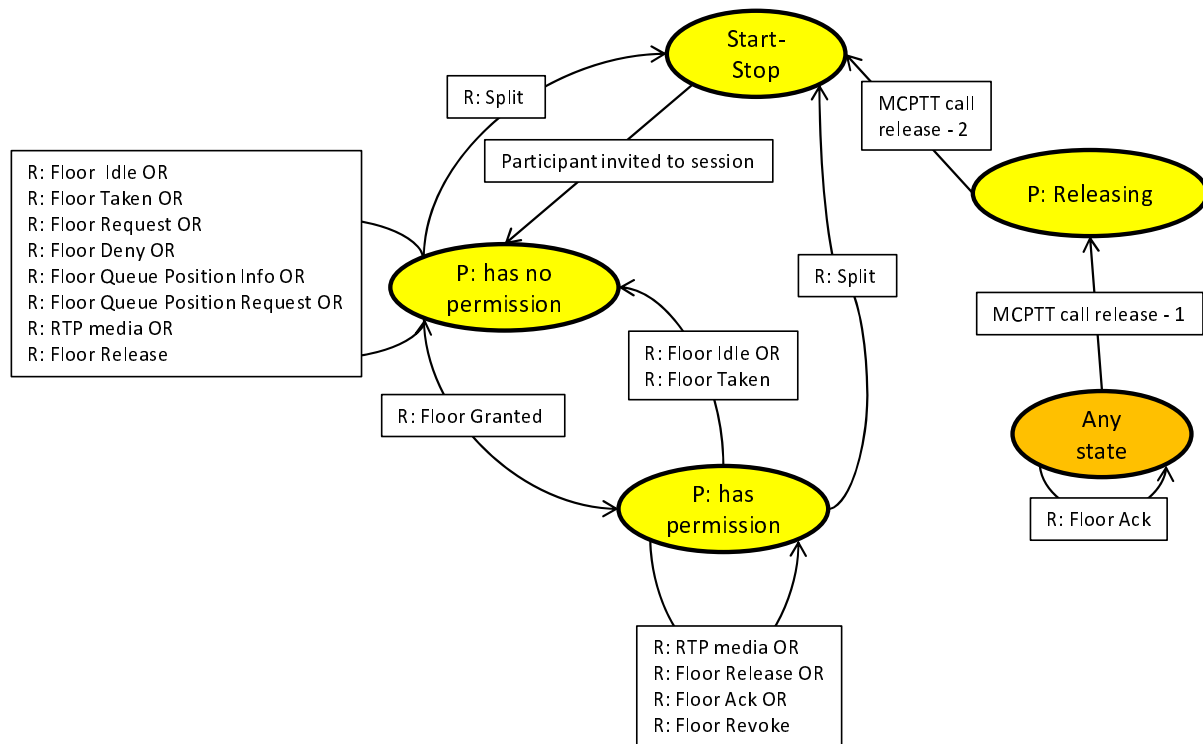 Start-
Stop
R: Split
MCPTT call
release - 2
Participant invited to session
R: Floor Idle OR
R: Floor Taken OR
R: Floor Request OR
R: Floor Deny OR
R: Floor Queue Position Info OR
R: Floor Queue Position Request OR
R: RTP media OR
R: Floor Release
P: Releasing
P: has no
permission
R: Split
MCPTT call release - 1
R: Floor Idle OR
R: Floor Taken
R: Floor Granted
Any
state
P: has
permission
R: Floor Ack
R: RTP media OR
R: Floor Release OR
R: Floor Ack OR
R: Floor Revoke